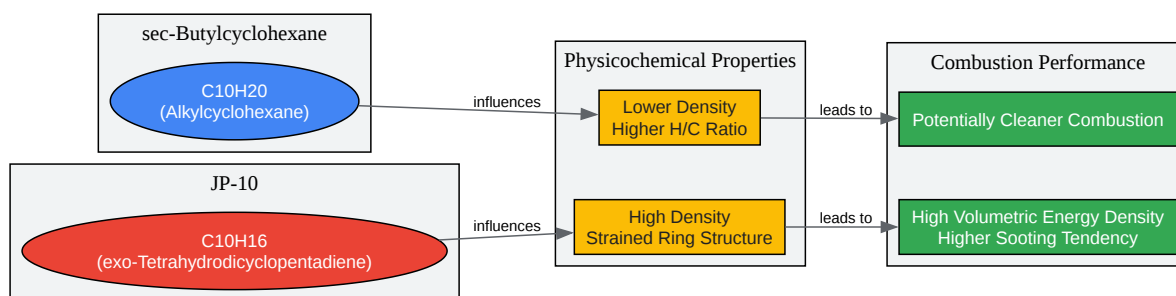 sec-Butylcyclohexane
C10H20
(Alkylcyclohexane)
influences
Physicochemical Properties
Lower Density
Higher H/C Ratio
leads to
Combustion Performance
Potentially Cleaner Combustion
JP-10
C10H16
(exo-Tetrahydrodicyclopentadiene)
influences
High Density
Strained Ring Structure
leads to
High Volumetric Energy Density
Higher Sooting Tendency